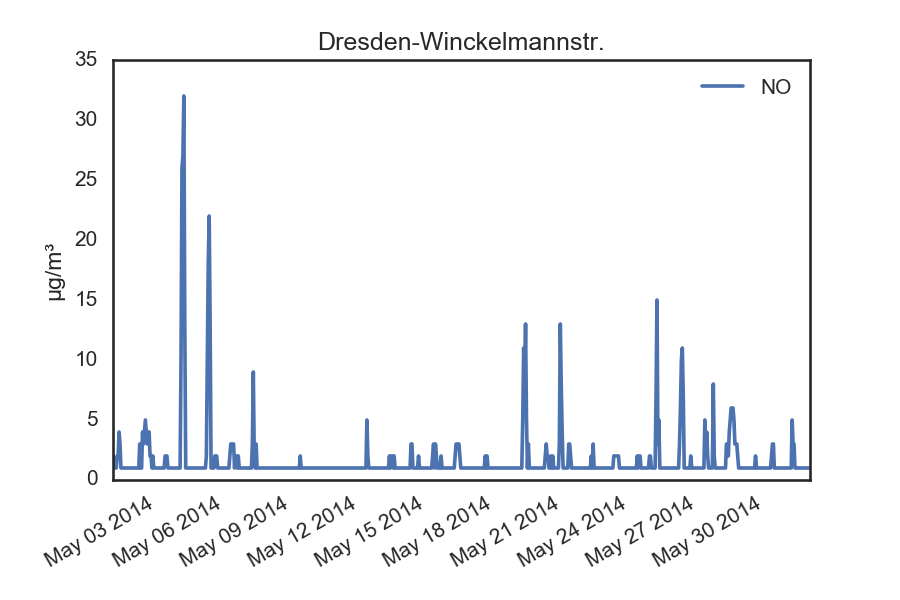 Dresden-Winckelmannstr.
35
30
25
20
15
10
5
0
µg/m³
NO
May 03 2014
May 06 2014
May 09 2014
May 12 2014
May 15 2014
May 18 2014
May 21 2014
May 24 2014
May 27 2014
May 30 2014